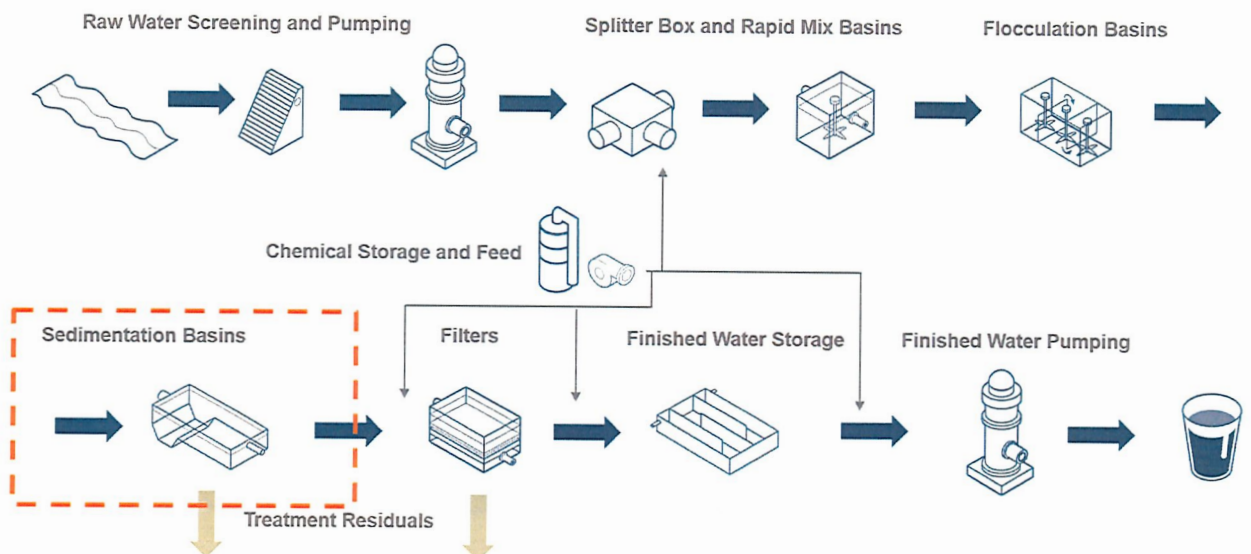 Raw Water Screening and Pumping
Splitter Box and Rapid Mix Basins
Flocculation Basins
Chemical Storage and Feed
Sedimentation Basins
Filters
Finished Water Storage
Finished Water Pumping
Treatment Residuals